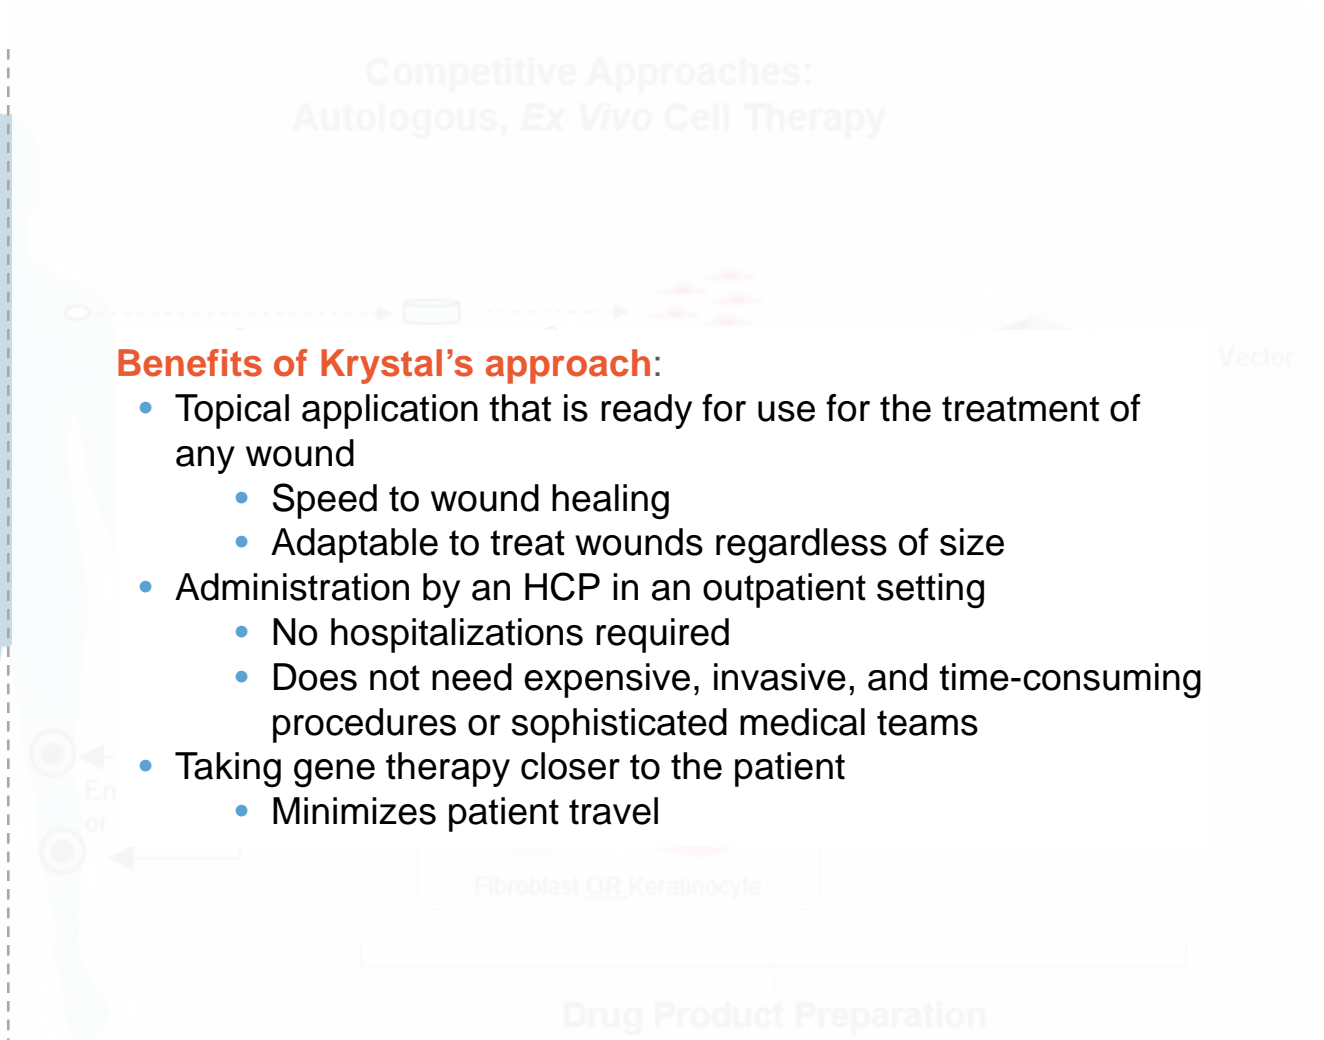 Competitive Approaches:
Autologous, Ex Vivo Cell Therapy
Vector
Benefits of Krystal’s approach:
• Topical application that is ready for use for the treatment of
any wound
• Speed to wound healing
• Adaptable to treat wounds regardless of size
• Administration by an HCP in an outpatient setting
• No hospitalizations required
• Does not need expensive, invasive, and time-consuming
procedures or sophisticated medical teams
• Taking gene therapy closer to the patient
• Minimizes patient travel
or
Fibroblast OR Keratinocyte
Drug Product Preparation